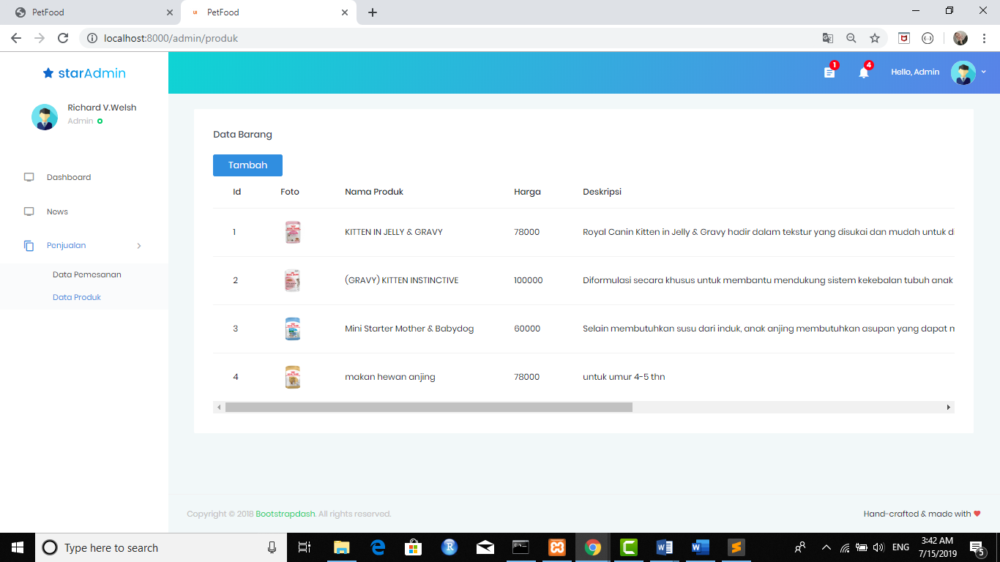 PetFood
PetFood
localhost:8000/admin/produk
starAdmin
1
4
Hello, Admin
Richard V.Welsh
Admin
Dashboard
News
Penjualan
Data Pemesanan
Data Produk
Data Barang
Tambah
Id Foto Nama Produk Harga Deskripsi
1 KITTEN IN JELLY & GRAVY 78000 Royal Canin Kitten in Jelly & Gravy hadir dalam tekstur yang disukai dan mudah untuk di
2 (GRAVY) KITTEN INSTINCTIVE 100000 Diformulasi secara khusus untuk membantu mendukung sistem kekebalan tubuh anak
3 Mini Starter Mother & Babydog 60000 Selain membutuhkan susu dari induk, anak anjing membutuhkan asupan yang dapat m
4 makan hewan anjing 78000 untuk umur 4-5 thn
Copyright © 2018 Bootstrapdash. All rights reserved.
Hand-crafted & made with
Type here to search
ENG
3:42 AM
7/15/2019
5